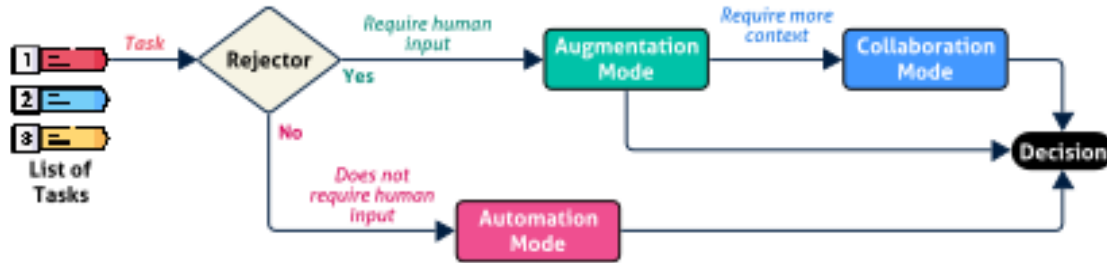 1
2
3
List of
Tasks
Task
Rejector
Yes
No
Require human
input
Augmentation
Mode
Require more
context
Collaboration
Mode
Does not
require human
input
Automation
Mode
Decision